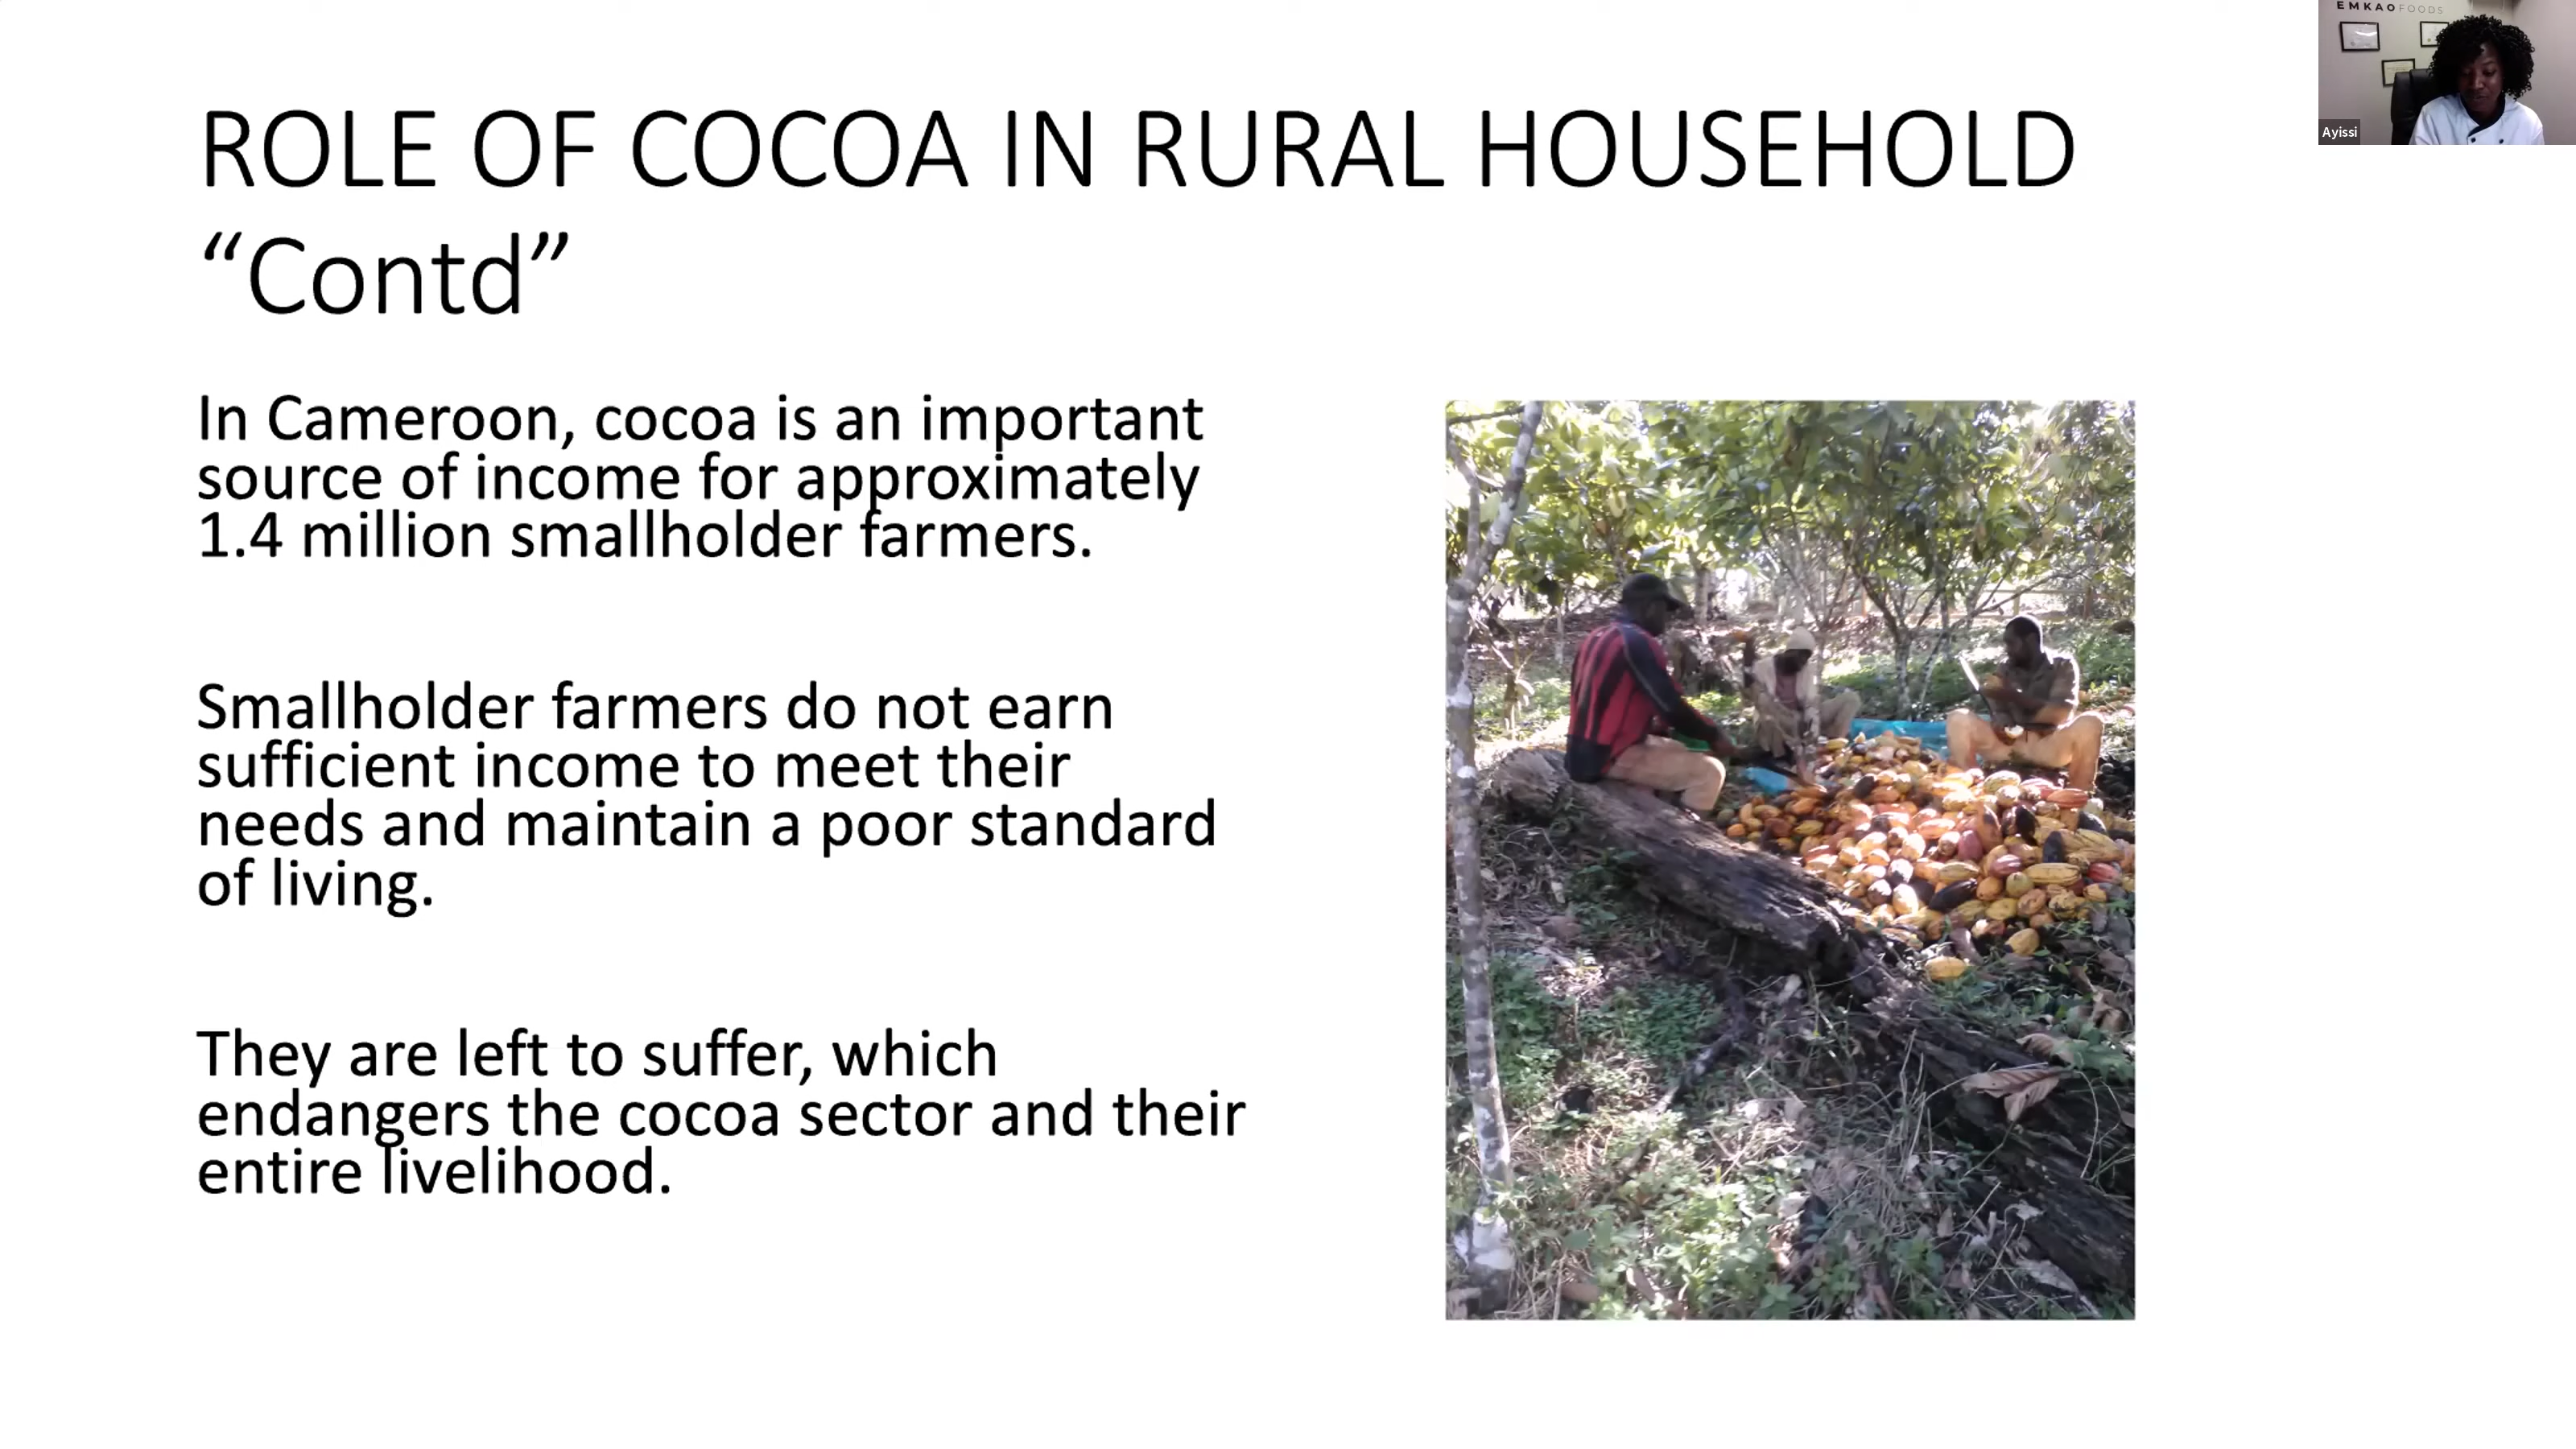 EMKAOFOODS
Ayissi
ROLE OF COCOA IN RURAL HOUSEHOLD
“Contd”
In Cameroon, cocoa is an important
source of income for approximately
1.4 million smallholder farmers.
Smallholder farmers do not earn
sufficient income to meet their
needs and maintain a poor standard
of living.
They are left to suffer, which
endangers the cocoa sector and their
entire livelihood.